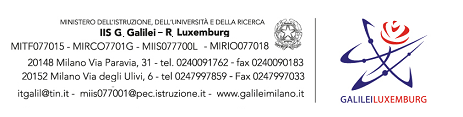 MINISTERO DELL'ISTRUZIONE, DELL'UNIVERSITÀ E DELLA RICERCA
IIS G. Galilei – R. Luxemburg
MITF077015 - MIRCO7701G - MIIS07700L - MIRIO077018
20148 Milano Via Paravia, 31 - tel. 0240091762 - fax 0240090183
20152 Milano Via degli Ulivi, 6 - tel 0247997859 - Fax 0247997033
itgalil@tin.it - miis077001@pec.istruzione.it - www.galileimilano.it
GALILEILUXEMBURG